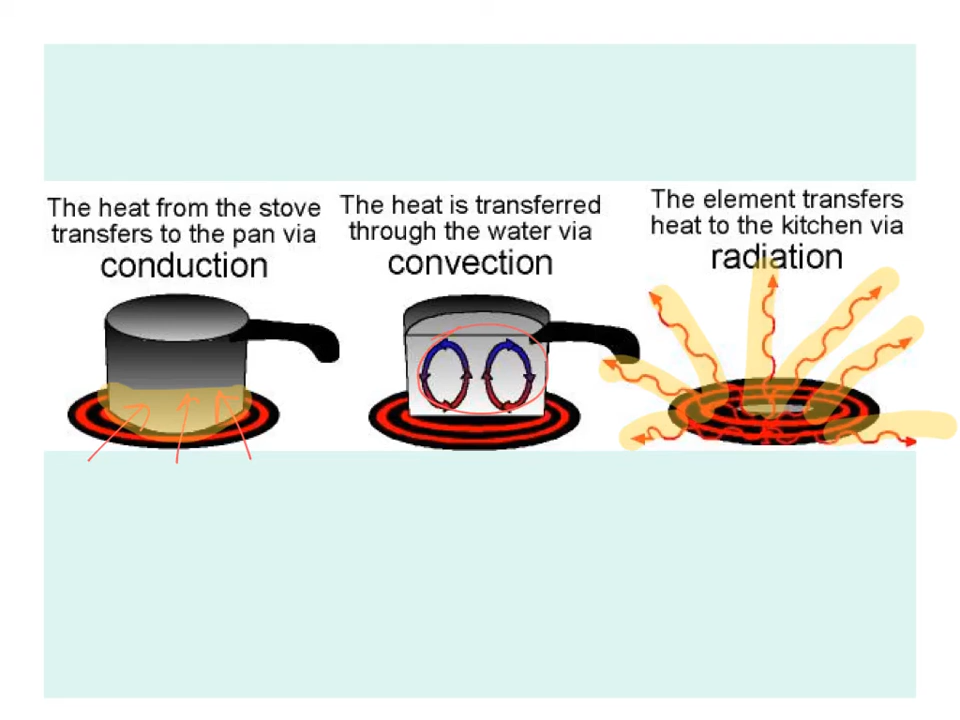 The heat from the stove
transfers to the pan via
conduction
The heat is transferred
through the water via
convection
The element transfers
heat to the kitchen via
radiation